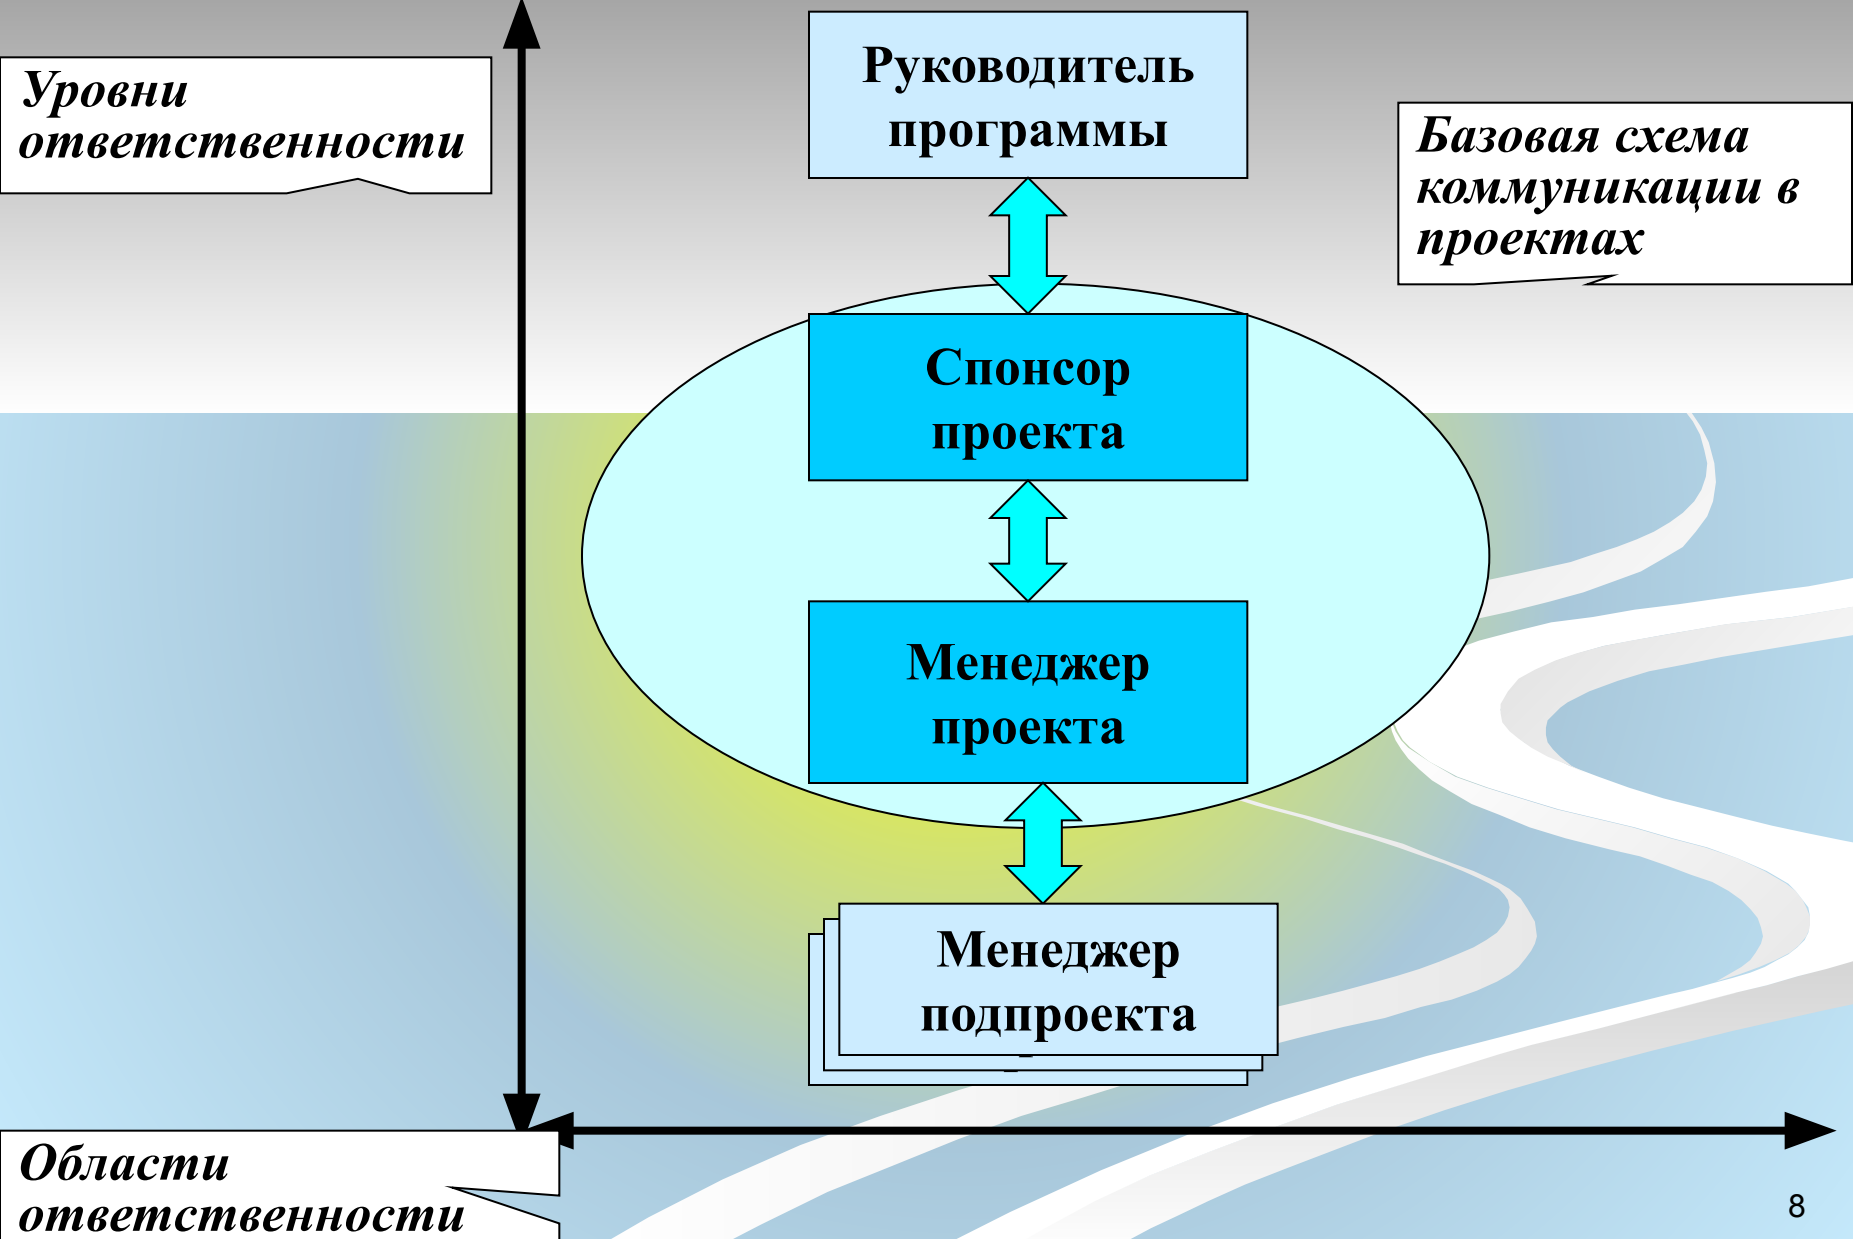 Уровни
ответственности
Руководитель
программы
Базовая схема
коммуникации в
проектах
Спонсор
проекта
Менеджер
проекта
Менеджер
подпроекта
Области
ответственности
8